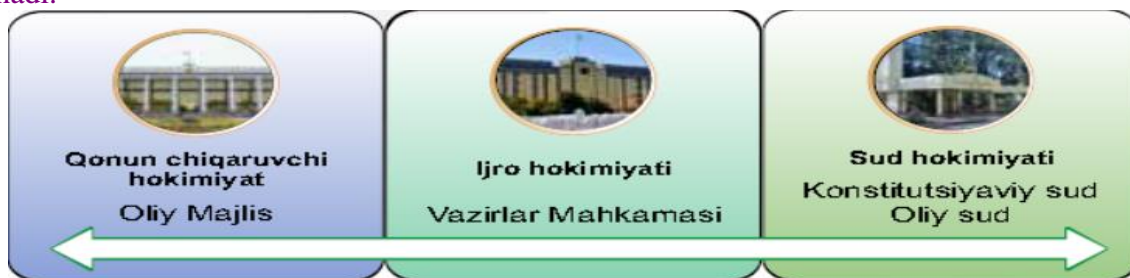 Qonun chiqaruvchi
hokimiyat
Oliy Majlis
Ijro hokimiyati
Vazirlar Mahkamasi
Sud hokimiyati
Konstitutsiyaviy sud
Oliy sud